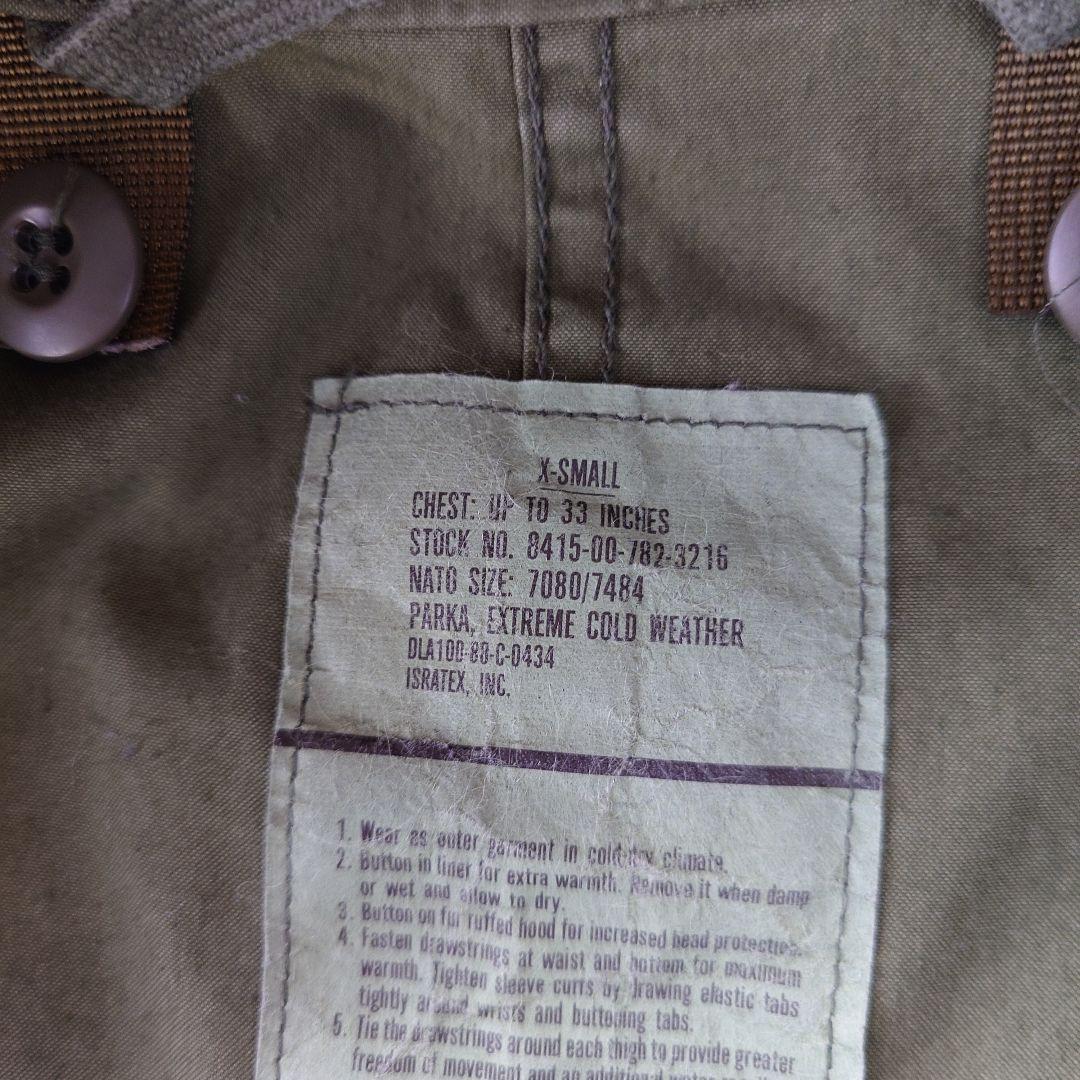 X-SMALL
CHEST: UP TO 33 INCHES
STOCK NO. 8415-00-782-3216
NATO SIZE: 7080/7484
PARKA, EXTREME COLD WEATHER
DLA100-80-C-0434
ISRATEX, INC.
1. Wear as outer garment in cold-dry climate.
2. Button in liner for extra warmth. Remove it when damp
or wet and allow to dry.
3. Button on fur ruffed hood for increased head protection.
4. Fasten drawstrings at waist and bottom for maximum
warmth. Tighten sleeve cuffs by drawing elastic tabs
tightly around wrists and buttoning tabs.
5. Tie the drawstrings around each thigh to provide greater
freedom of movement and an additional